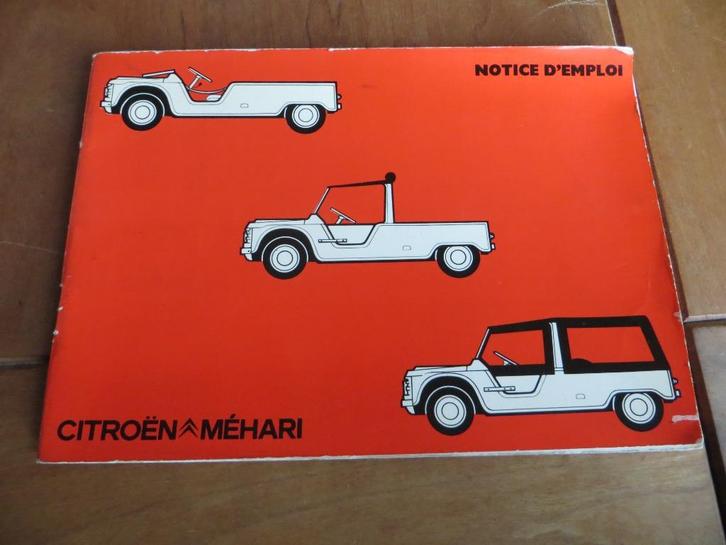 NOTICE D'EMPLOI
CITROËN MÉHARI